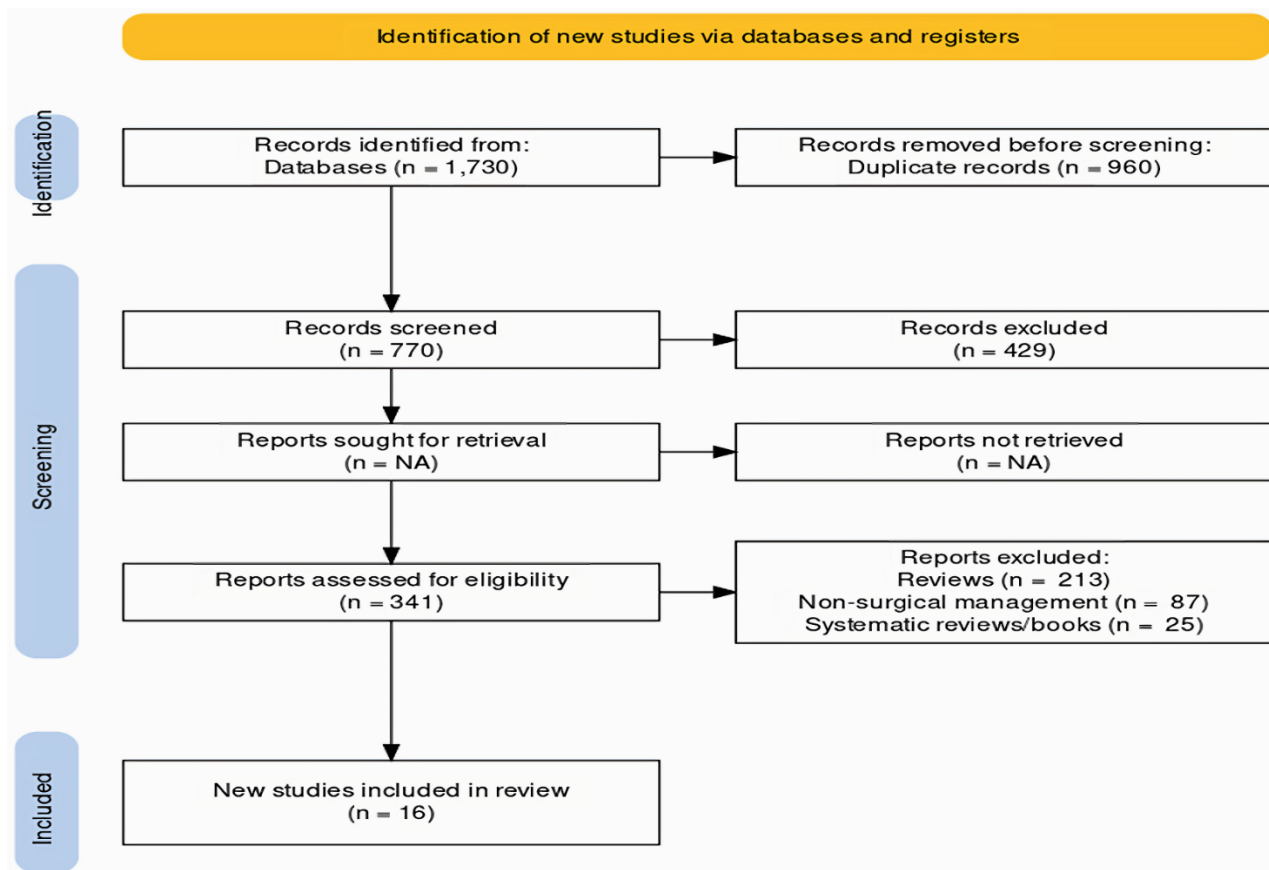 Identification of new studies via databases and registers
Identification
Records identified from:
Databases (n = 1,730)
Records removed before screening:
Duplicate records (n = 960)
Screening
Records screened
(n = 770)
Records excluded
(n = 429)
Reports sought for retrieval
(n = NA)
Reports not retrieved
(n = NA)
Reports assessed for eligibility
(n = 341)
Reports excluded:
Reviews (n = 213)
Non-surgical management (n = 87)
Systematic reviews/books (n = 25)
Included
New studies included in review
(n = 16)